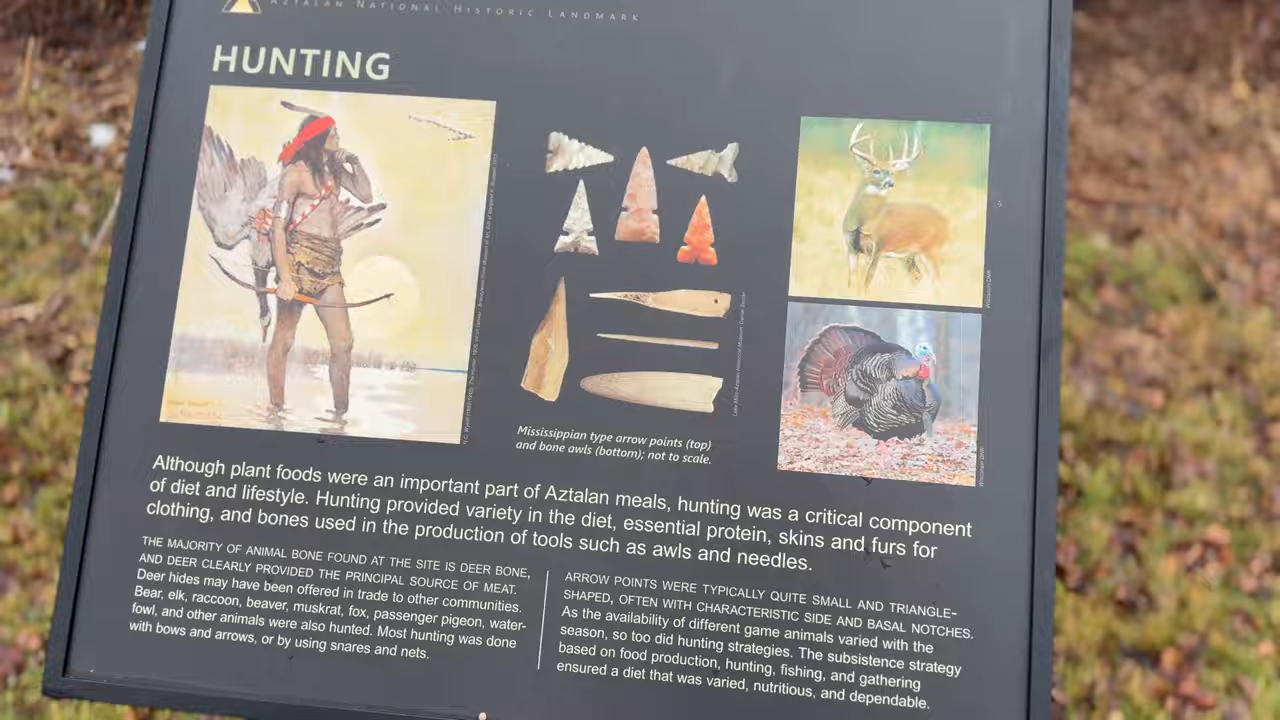 AZTALAN NATIONAL HISTORIC LANDMARK
HUNTING
Mississippian type arrow points (top)
and bone awls (bottom); not to scale.
Wisconsin DNR
Wisconsin DNR
Although plant foods were an important part of Aztalan meals, hunting was a critical component
of diet and lifestyle. Hunting provided variety in the diet, essential protein, skins and furs for
clothing, and bones used in the production of tools such as awls and needles.
THE MAJORITY OF ANIMAL BONE FOUND AT THE SITE IS DEER BONE,
AND DEER CLEARLY PROVIDED THE PRINCIPAL SOURCE OF MEAT.
Deer hides may have been offered in trade to other communities.
Bear, elk, raccoon, beaver, muskrat, fox, passenger pigeon, water-
fowl, and other animals were also hunted. Most hunting was done
with bows and arrows, or by using snares and nets.
ARROW POINTS WERE TYPICALLY QUITE SMALL AND TRIANGLE-
SHAPED, OFTEN WITH CHARACTERISTIC SIDE AND BASAL NOTCHES.
As the availability of different game animals varied with the
season, so too did hunting strategies. The subsistence strategy
based on food production, hunting, fishing, and gathering
ensured a diet that was varied, nutritious, and dependable.